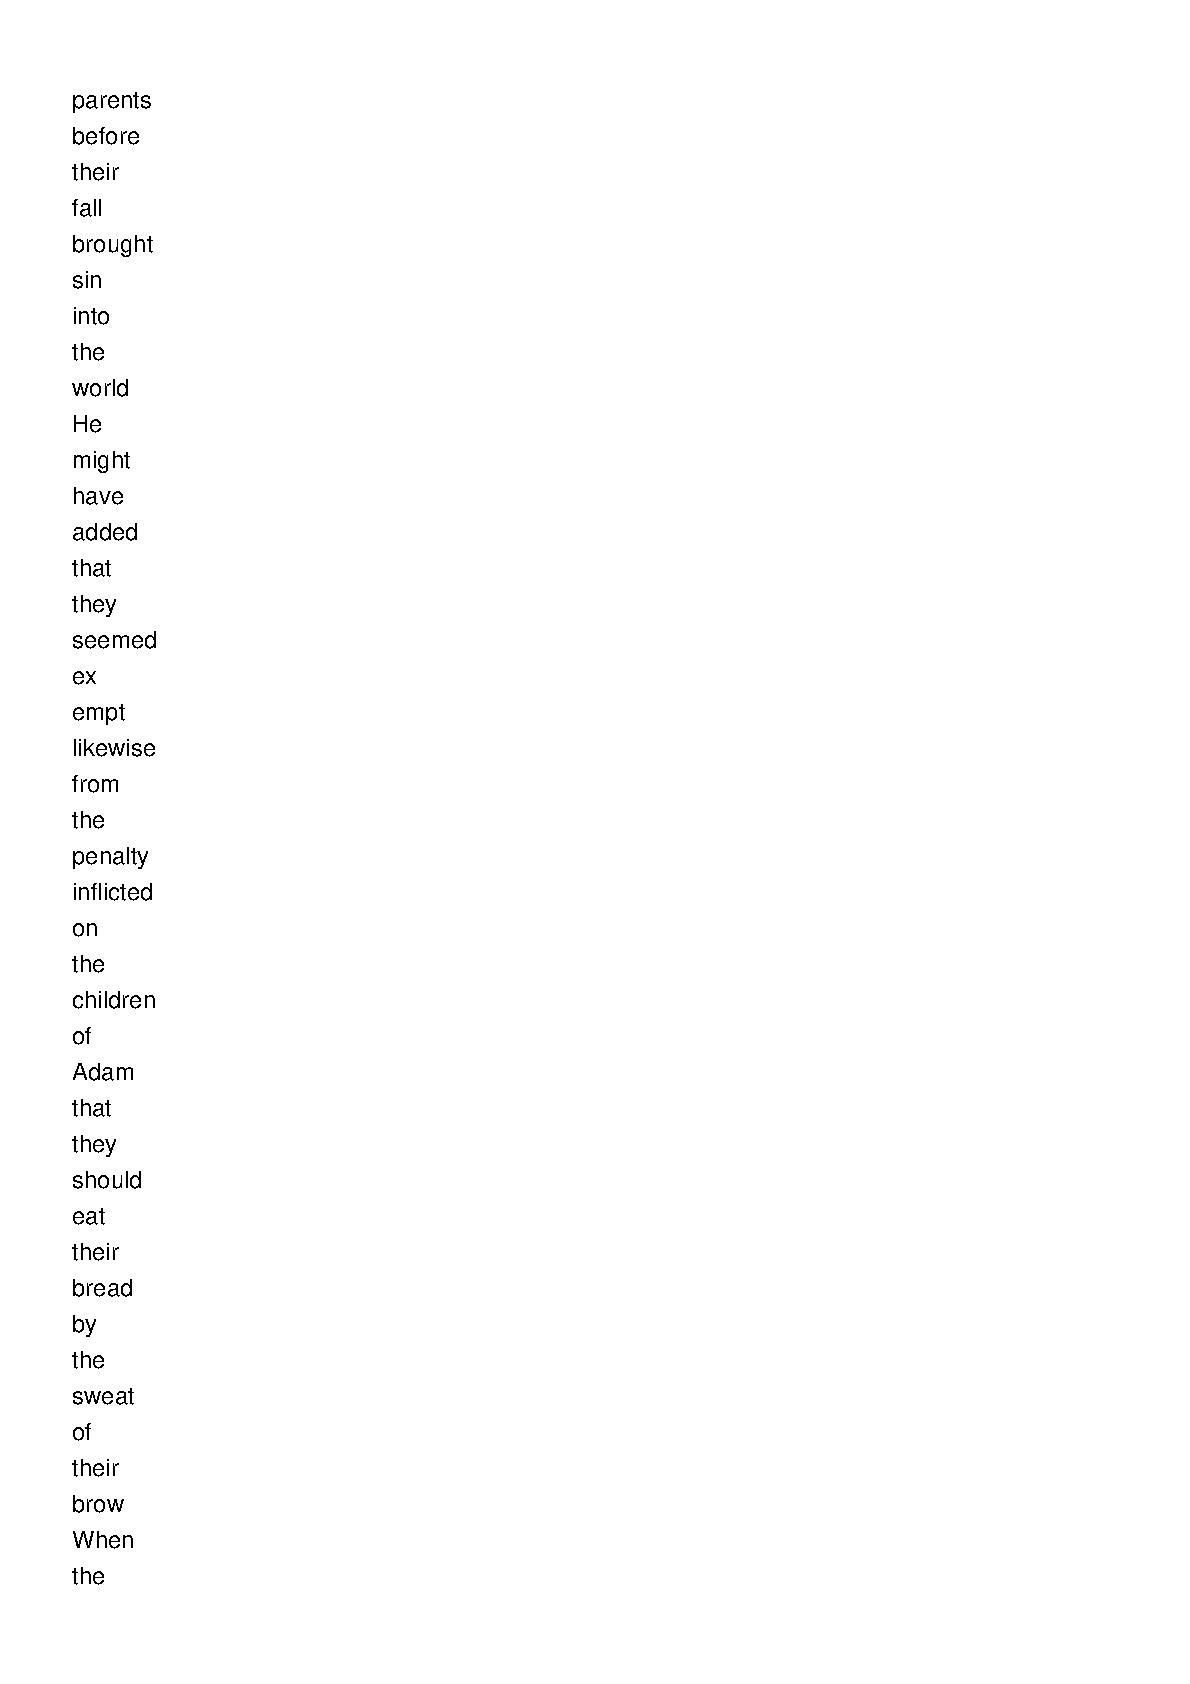 parents
before
their
fall
brought
sin
into
the
world
He
might
have
added
that
they
seemed
ex
empt
likewise
from
the
penalty
inflicted
on
the
children
of
Adam
that
they
should
eat
their
bread
by
the
sweat
of
their
brow
When
the